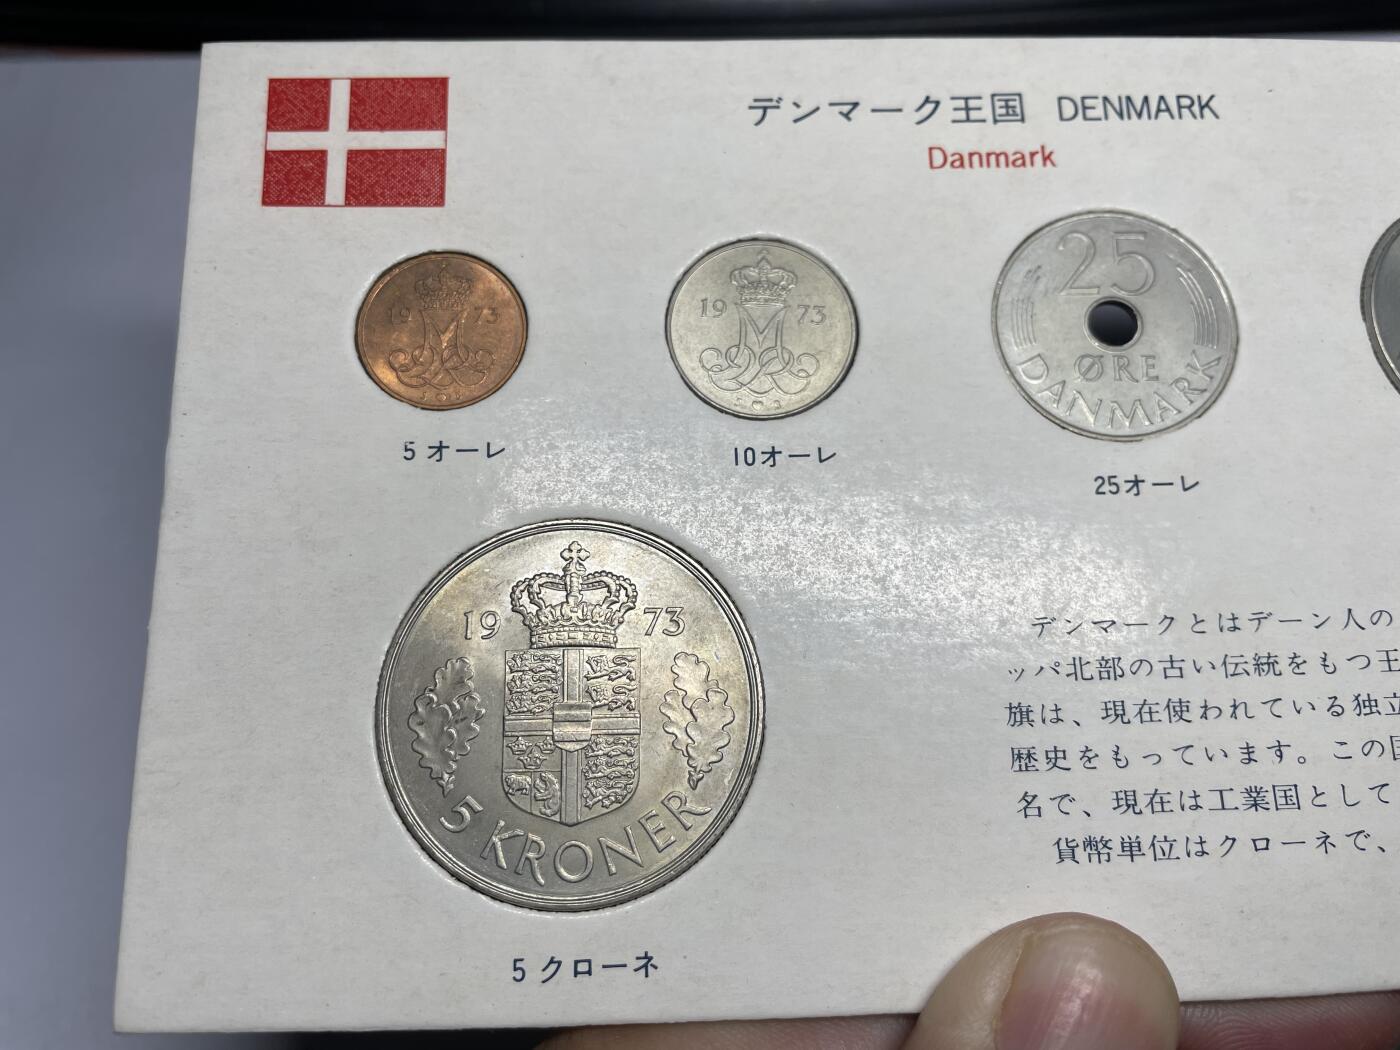 デンマーク王国 DENMARK
Danmark
19 73
S ♥ B
19 73
S ♥ B
25
ØRE
DANMARK
5 オーレ
10オーレ
25オーレ
19 73
5 KRONER
5 クローネ
デンマークとはデーン人の
ッパ北部の古い伝統をもつ王
旗は、現在使われている独立
歴史をもっています。この国
名で、現在は工業国として
貨幣単位はクローネで、